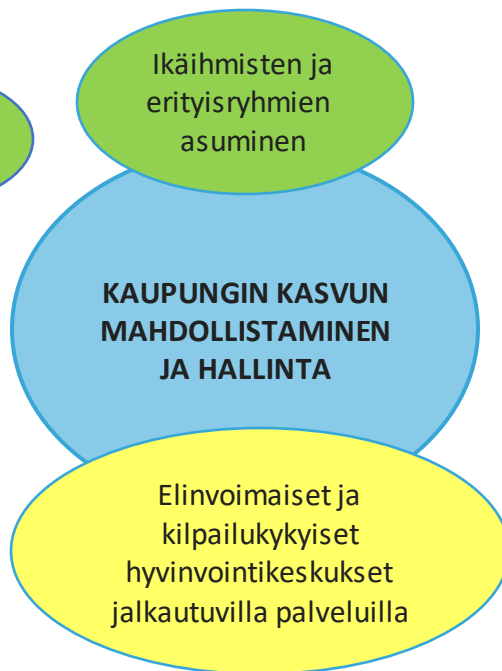 Ikäihmisten ja
erityisryhmien
asuminen
KAUPUNGIN KASVUN
MAHDOLLISTAMINEN
JA HALLINTA
Elinvoimaiset ja
kilpailukykyiset
hyvinvointikeskukset
jalkautuvilla palveluilla